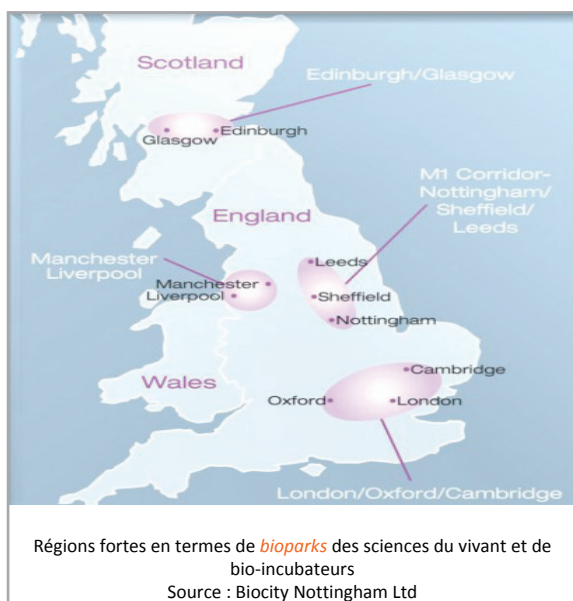 Scotland
Edinburgh/Glasgow
Glasgow
Edinburgh
M1 Corridor-
Nottingham/
Sheffield/
Leeds
England
Manchester
Liverpool
Leeds
Manchester
Liverpool
Sheffield
Nottingham
Wales
Cambridge
Oxford
London
London/Oxford/Cambridge
Régions fortes en termes de bioparks des sciences du vivant et de
bio-incubateurs
Source : Biocity Nottingham Ltd